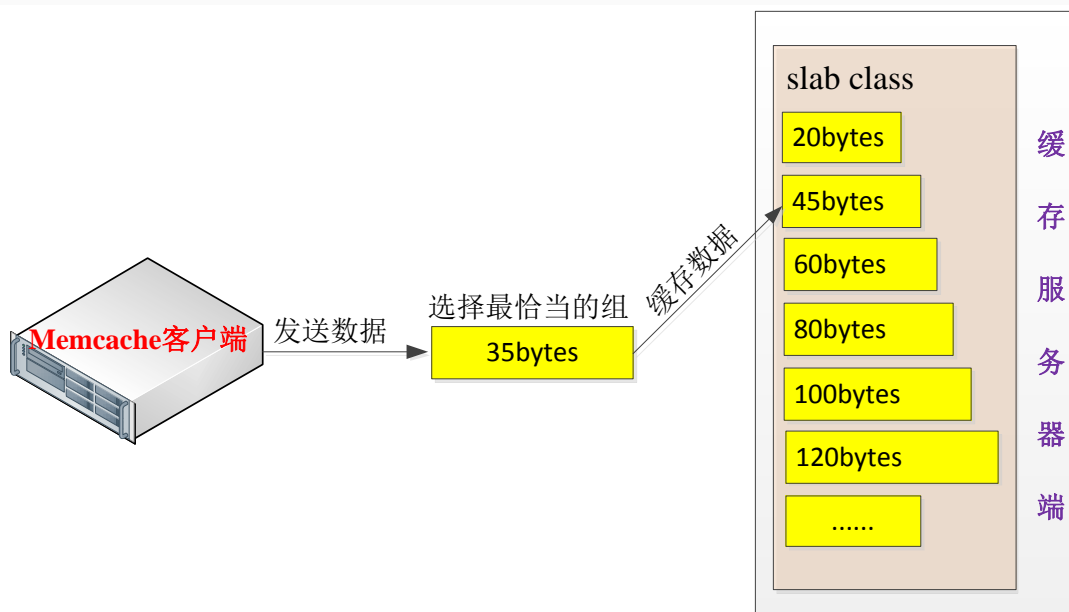 Memcache客户端
发送数据
选择最恰当的组
35bytes
缓存数据
slab class
20bytes
45bytes
60bytes
80bytes
100bytes
120bytes
......
缓存服务器端